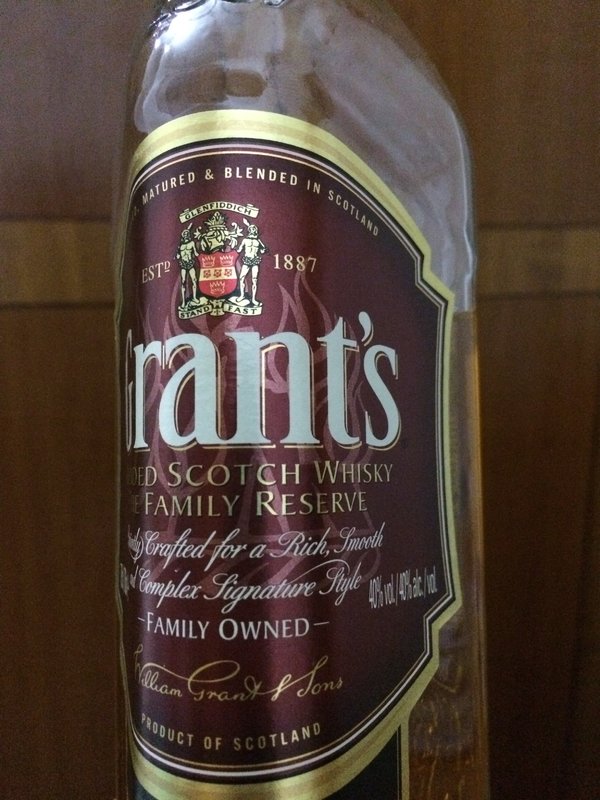 MATURED & BLENDED IN SCOTLAND
GLENFIDDICH
ESTD 1887
STAND FAST
Grant's
SCOTCH WHISKY
FAMILY RESERVE
Crafted for a Rich, Smooth
Complex Signature Style
40% vol./40% alc./vol.
–FAMILY OWNED–
William Grant & Sons
PRODUCT OF SCOTLAND